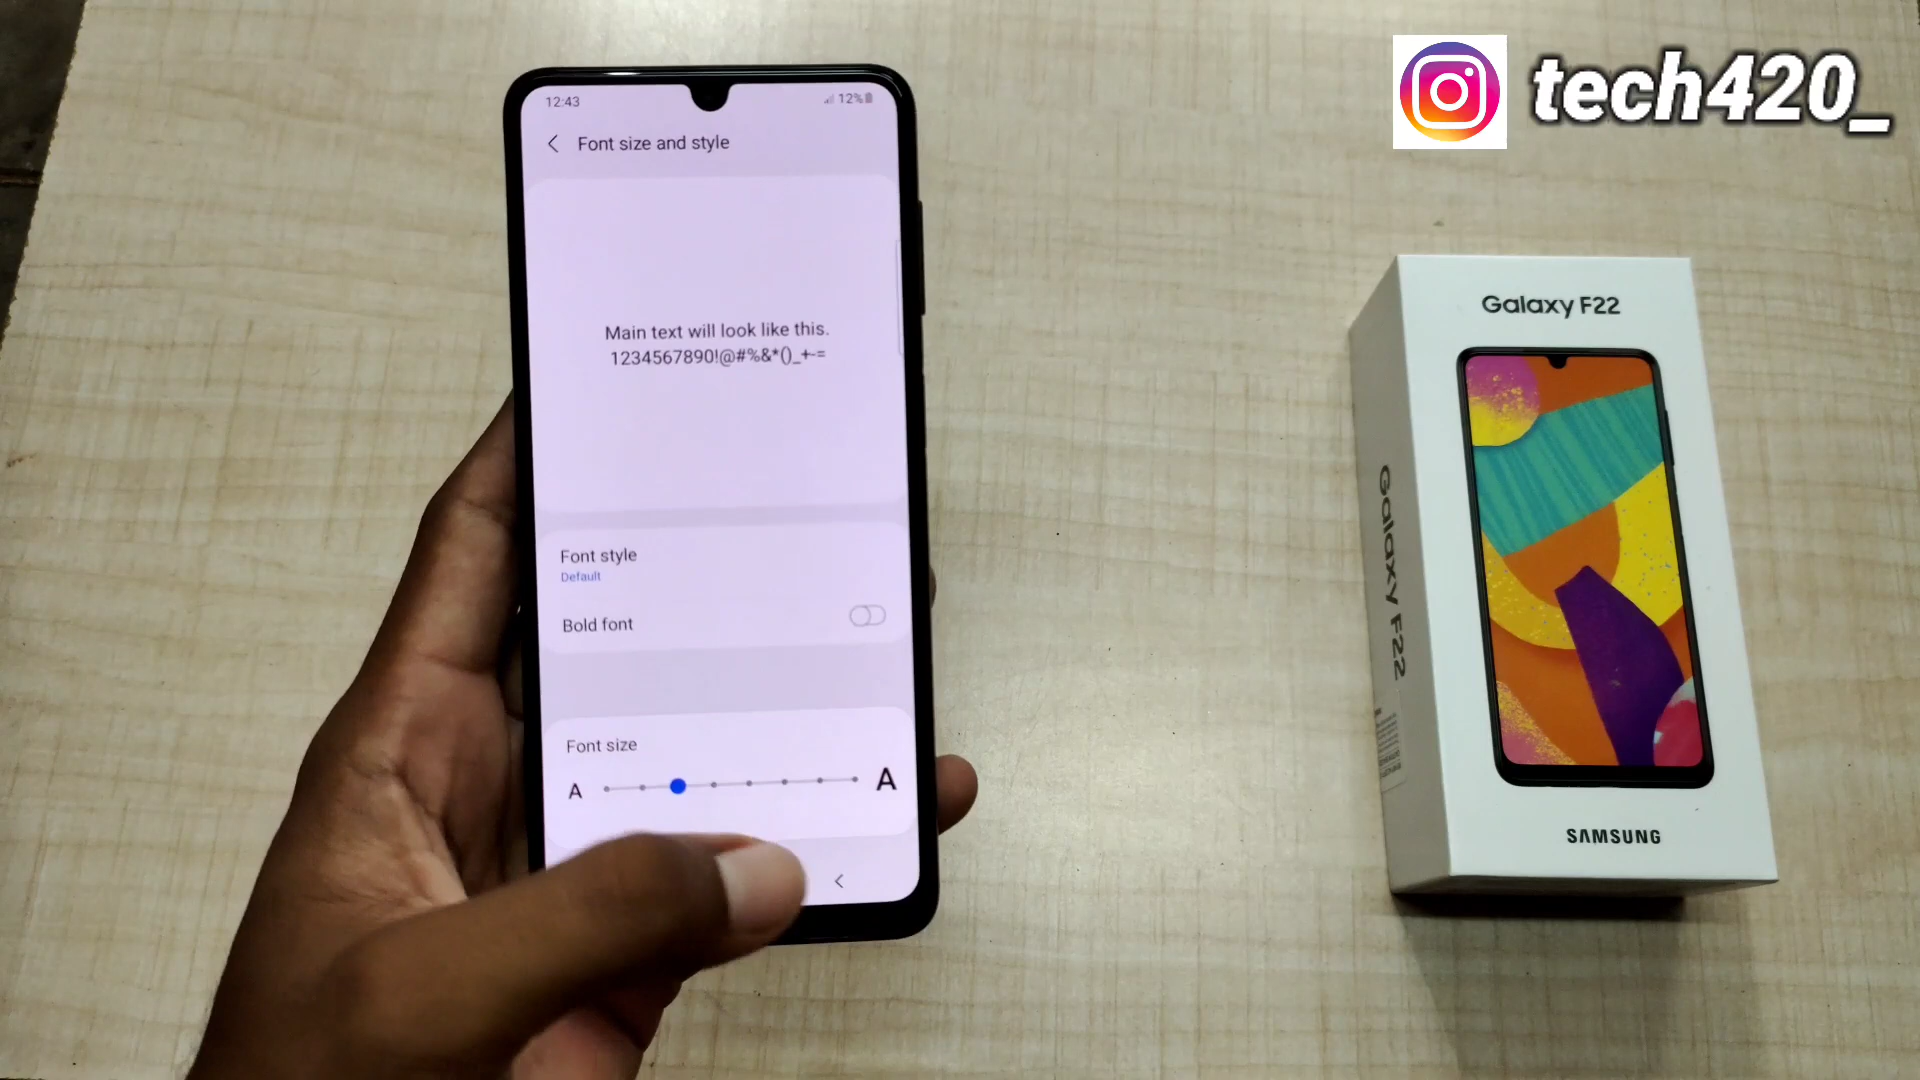 tech420_
12:43
12%
Font size and style
Main text will look like this.
1234567890!@#%&*()_+-=
Font style
Default
Bold font
Font size
A
A
Galaxy F22
Galaxy F22
SAMSUNG